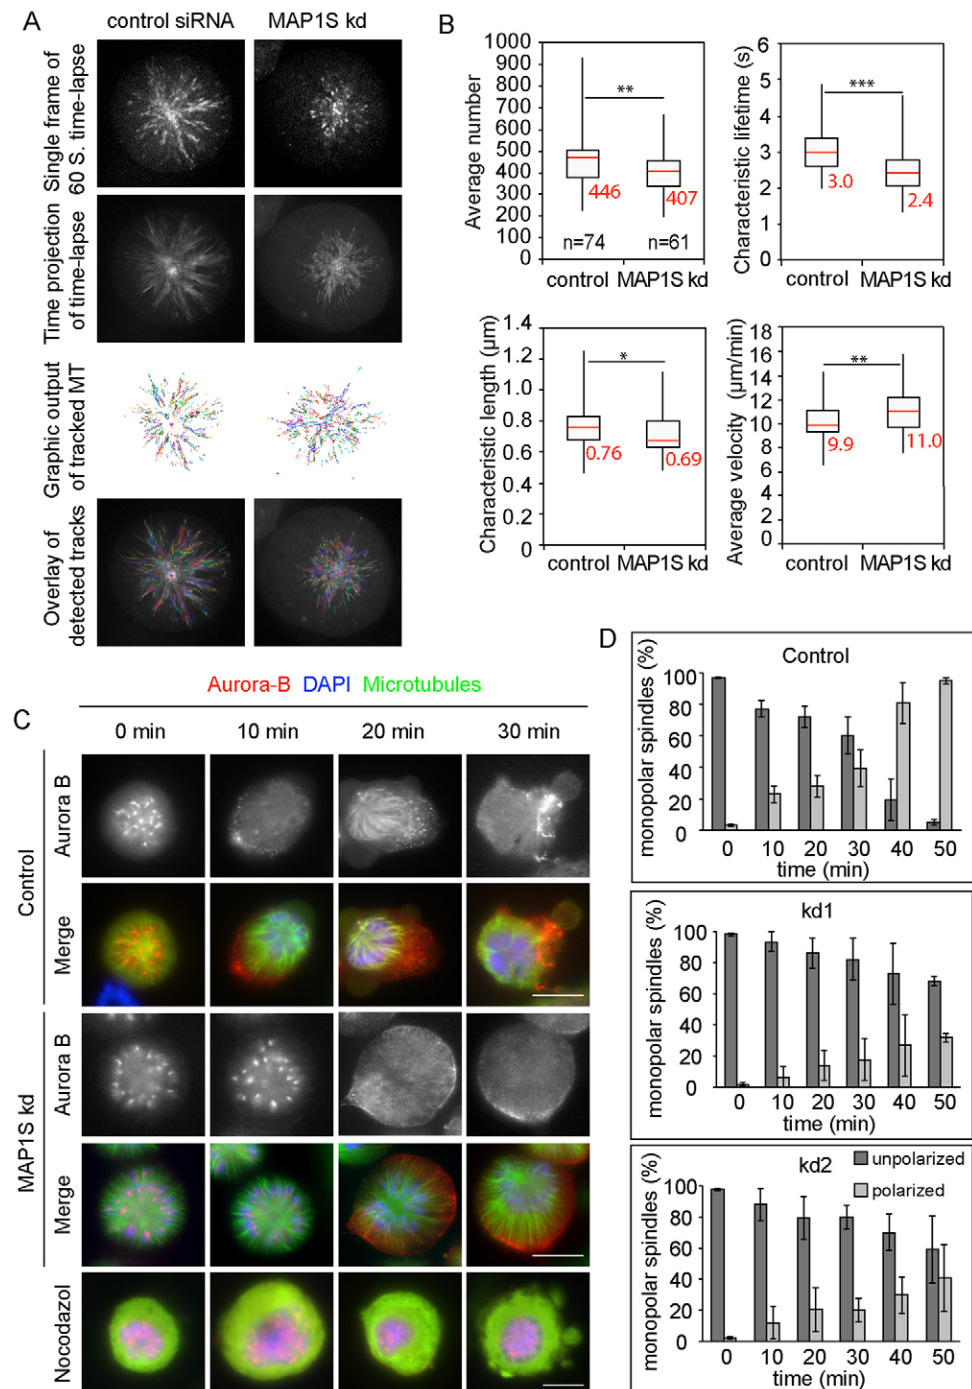 A
control siRNA MAP1S kd
Single frame of
60 S. time-lapse
Time projection
of time-lapse
Graphic output
of tracked MT
Overlay of
detected tracks
B
Average number
1000
900
800
700
600
500
400
300
200
100
0
**
446
407
n=74 n=61
control MAP1S kd
Characteristic lifetime (s)
6
5
4
3
2
1
0
***
3.0
2.4
control MAP1S kd
Characteristic length (µm)
1.4
1.2
1.0
0.8
0.6
0.4
0.2
0
*
0.76
0.69
control MAP1S kd
Average velocity (µm/min)
18
16
14
12
10
8
6
4
2
0
**
9.9
11.0
control MAP1S kd
C
Aurora-B DAPI Microtubules
0 min 10 min 20 min 30 min
Control
Aurora B
Merge
MAP1S kd
Aurora B
Merge
Nocodazol
D
Control
monopolar spindles (%)
100
80
60
40
20
0
0 10 20 30 40 50
time (min)
kd1
monopolar spindles (%)
100
80
60
40
20
0
0 10 20 30 40 50
time (min)
kd2
unpolarized
polarized
monopolar spindles (%)
100
80
60
40
20
0
0 10 20 30 40 50
time (min)